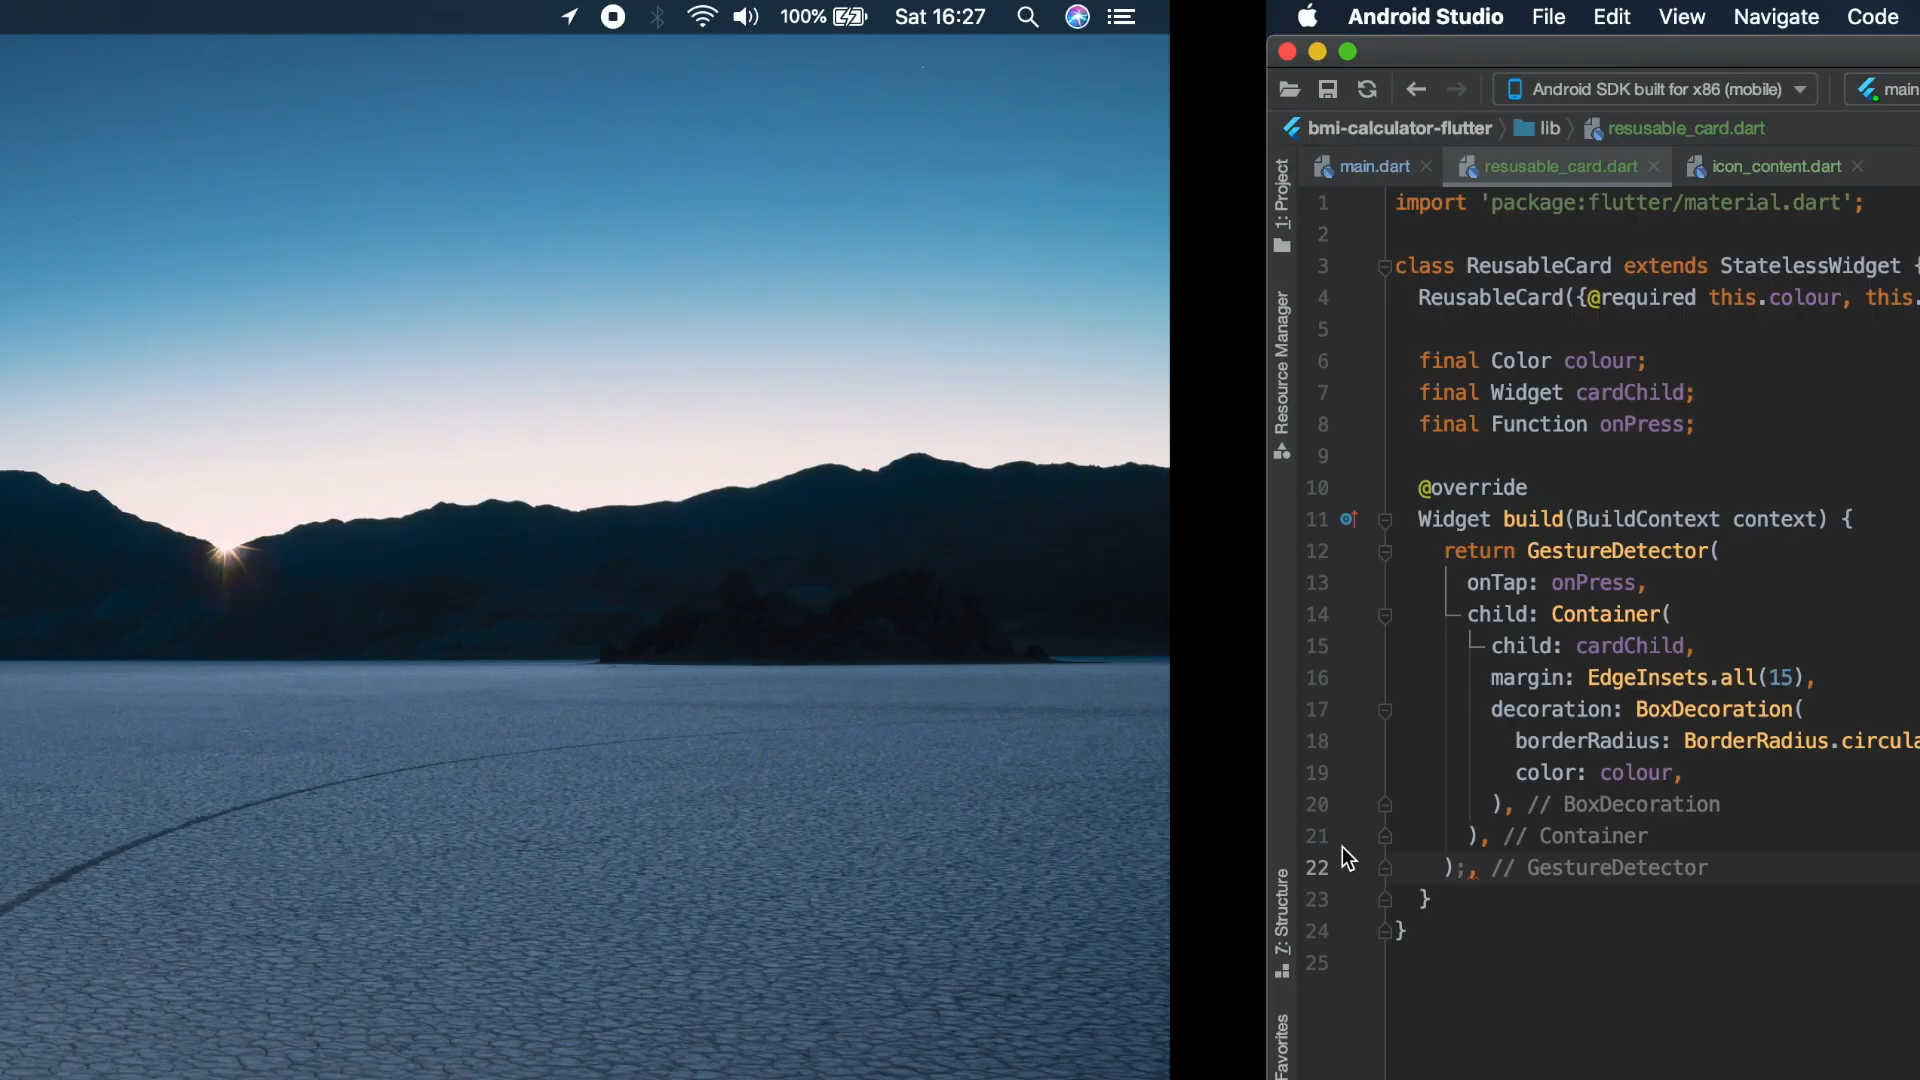 100% Sat 16:27
Android Studio File Edit View Navigate Code
Android SDK built for x86 (mobile) main
bmi-calculator-flutter lib resusable_card.dart
main.dart resusable_card.dart icon_content.dart
1: Project
Resource Manager
7: Structure
Favorites
1 import 'package:flutter/material.dart';
2
3 class ReusableCard extends StatelessWidget {
4 ReusableCard({@required this.colour, this.
5
6 final Color colour;
7 final Widget cardChild;
8 final Function onPress;
9
10 @override
11 Widget build(BuildContext context) {
12 return GestureDetector(
13 onTap: onPress,
14 child: Container(
15 child: cardChild,
16 margin: EdgeInsets.all(15),
17 decoration: BoxDecoration(
18 borderRadius: BorderRadius.circula
19 color: colour,
20 ), // BoxDecoration
21 ), // Container
22 );, // GestureDetector
23 }
24 }
25